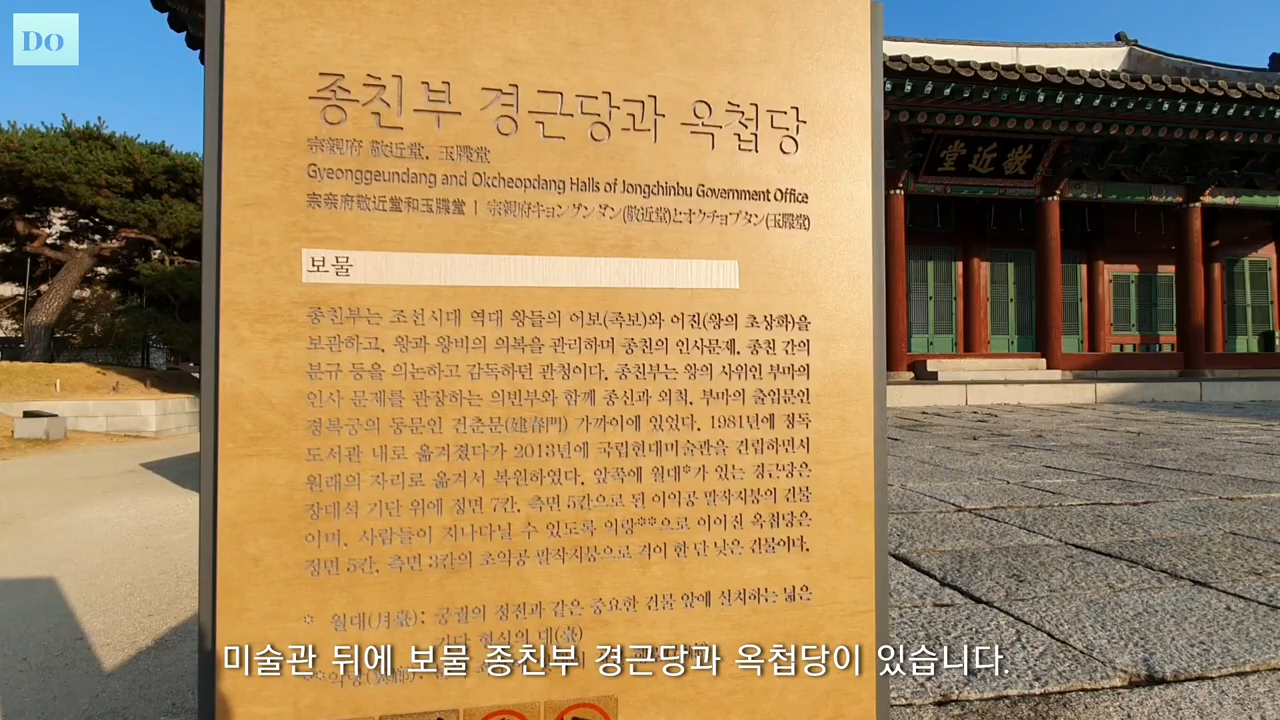 Do
종친부 경근당과 옥첩당
宗親府 敬近堂, 玉牒堂
Gyeonggeundang and Okcheopdang Halls of Jongchinbu Government Office
宗亲府敬近堂和玉牒堂 | 宗親府キョングンダン(敬近堂)とオクチョプタン(玉牒堂)
보물
종친부는 조선시대 역대 왕들의 어보(족보)와 어진(왕의 초상화)을
보관하고, 왕과 왕비의 의복을 관리하며 종친의 인사문제, 종친 간의
분규 등을 의논하고 감독하던 관청이다. 종친부는 왕의 사위인 부마의
인사 문제를 관장하는 의빈부와 함께 종신과 외척, 부마의 출입문인
경복궁의 동문인 건춘문(建春門) 가까이에 있었다. 1981년에 정독
도서관 내로 옮겨졌다가 2013년에 국립현대미술관을 건립하면서
원래의 자리로 옮겨서 복원하였다. 앞쪽에 월대*가 있는 경근당은
장대석 기단 위에 정면 7칸, 측면 5칸으로 된 이익공 팔작지붕의 건물
이며, 사람들이 지나다닐 수 있도록 익랑**으로 이어진 옥첩당은
정면 5칸, 측면 3칸의 초익공 팔작지붕으로 격이 한 단 낮은 건물이다.
* 월대(月臺): 궁궐의 정전과 같은 중요한 건물 앞에 설치하는 넓은
기단 형식의 대(臺)
**익랑(翼廊):
堂近敬
미술관 뒤에 보물 종친부 경근당과 옥첩당이 있습니다.